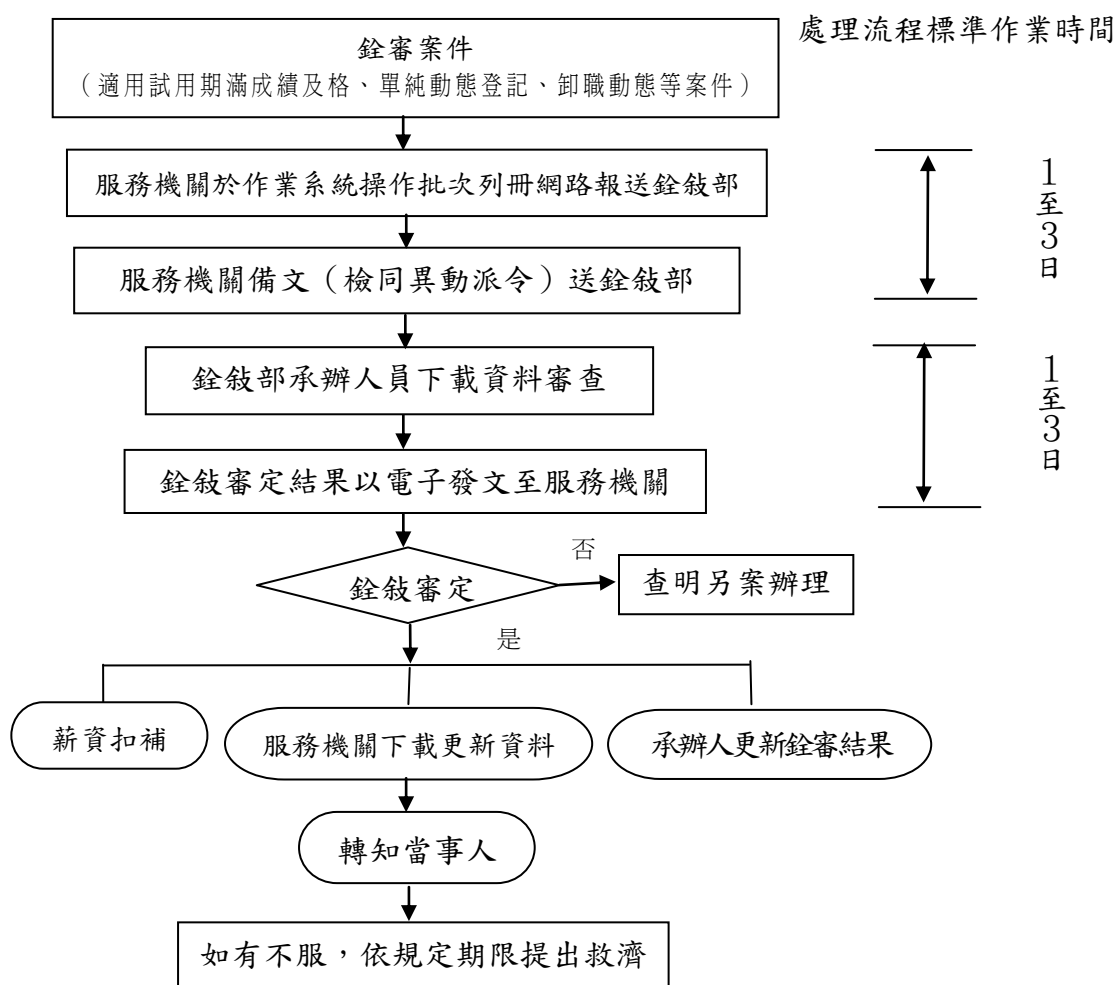 處理流程標準作業時間
銓審案件
（適用試用期滿成績及格、單純動態登記、卸職動態等案件）
服務機關於作業系統操作批次列冊網路報送銓敍部
1至3日
服務機關備文（檢同異動派令）送銓敍部
銓敍部承辦人員下載資料審查
1至3日
銓敍審定結果以電子發文至服務機關
否
銓敍審定
查明另案辦理
是
薪資扣補
服務機關下載更新資料
承辦人更新銓審結果
轉知當事人
如有不服，依規定期限提出救濟